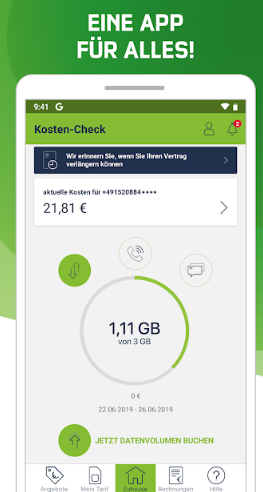 EINE APP
FÜR ALLES!
9:41 G
Kosten-Check
2
Wir erinnern Sie, wenn Sie Ihren Vertrag
verlängern können
aktuelle Kosten für +491520884****
21,81 €
1,11 GB
von 3 GB
0 €
22.06.2019 - 26.06.2019
JETZT DATENVOLUMEN BUCHEN
Angebote Mein Tarif Zuhause Rechnungen Hilfe